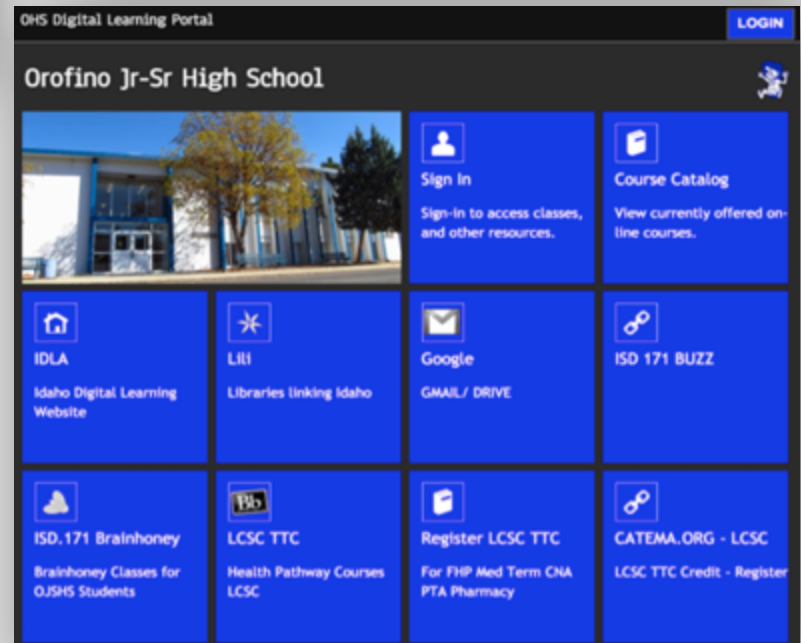 OHS Digital Learning Portal
LOGIN
Orofino Jr-Sr High School
Sign In
Sign-in to access classes,
and other resources.
Course Catalog
View currently offered on-
line courses.
IDLA
Idaho Digital Learning
Website
Lili
Libraries linking Idaho
Google
GMAIL/ DRIVE
ISD 171 BUZZ
ISD.171 Brainhoney
Brainhoney Classes for
OJSHS Students
Bb
LCSC TTC
Health Pathway Courses
LCSC
Register LCSC TTC
For FHP Med Term CNA
PTA Pharmacy
CATEMA.ORG - LCSC
LCSC TTC Credit - Register